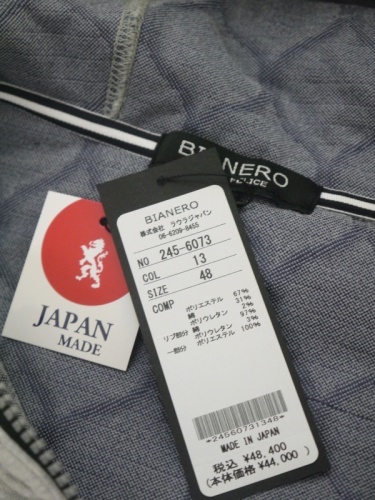 BIANERO
BIANERO
株式会社 ラウラジャパン
06-6209-8455
NO 245-6073
COL 13
SIZE 48
COMP ポリエステル 67%
綿 31%
ポリウレタン 2%
リブ部分 綿 97%
ポリウレタン 3%
一部分 ポリエステル 100%
*24560731348*
MADE IN JAPAN
税込 ¥48,400
(本体価格 ¥44,000)
JAPAN
MADE